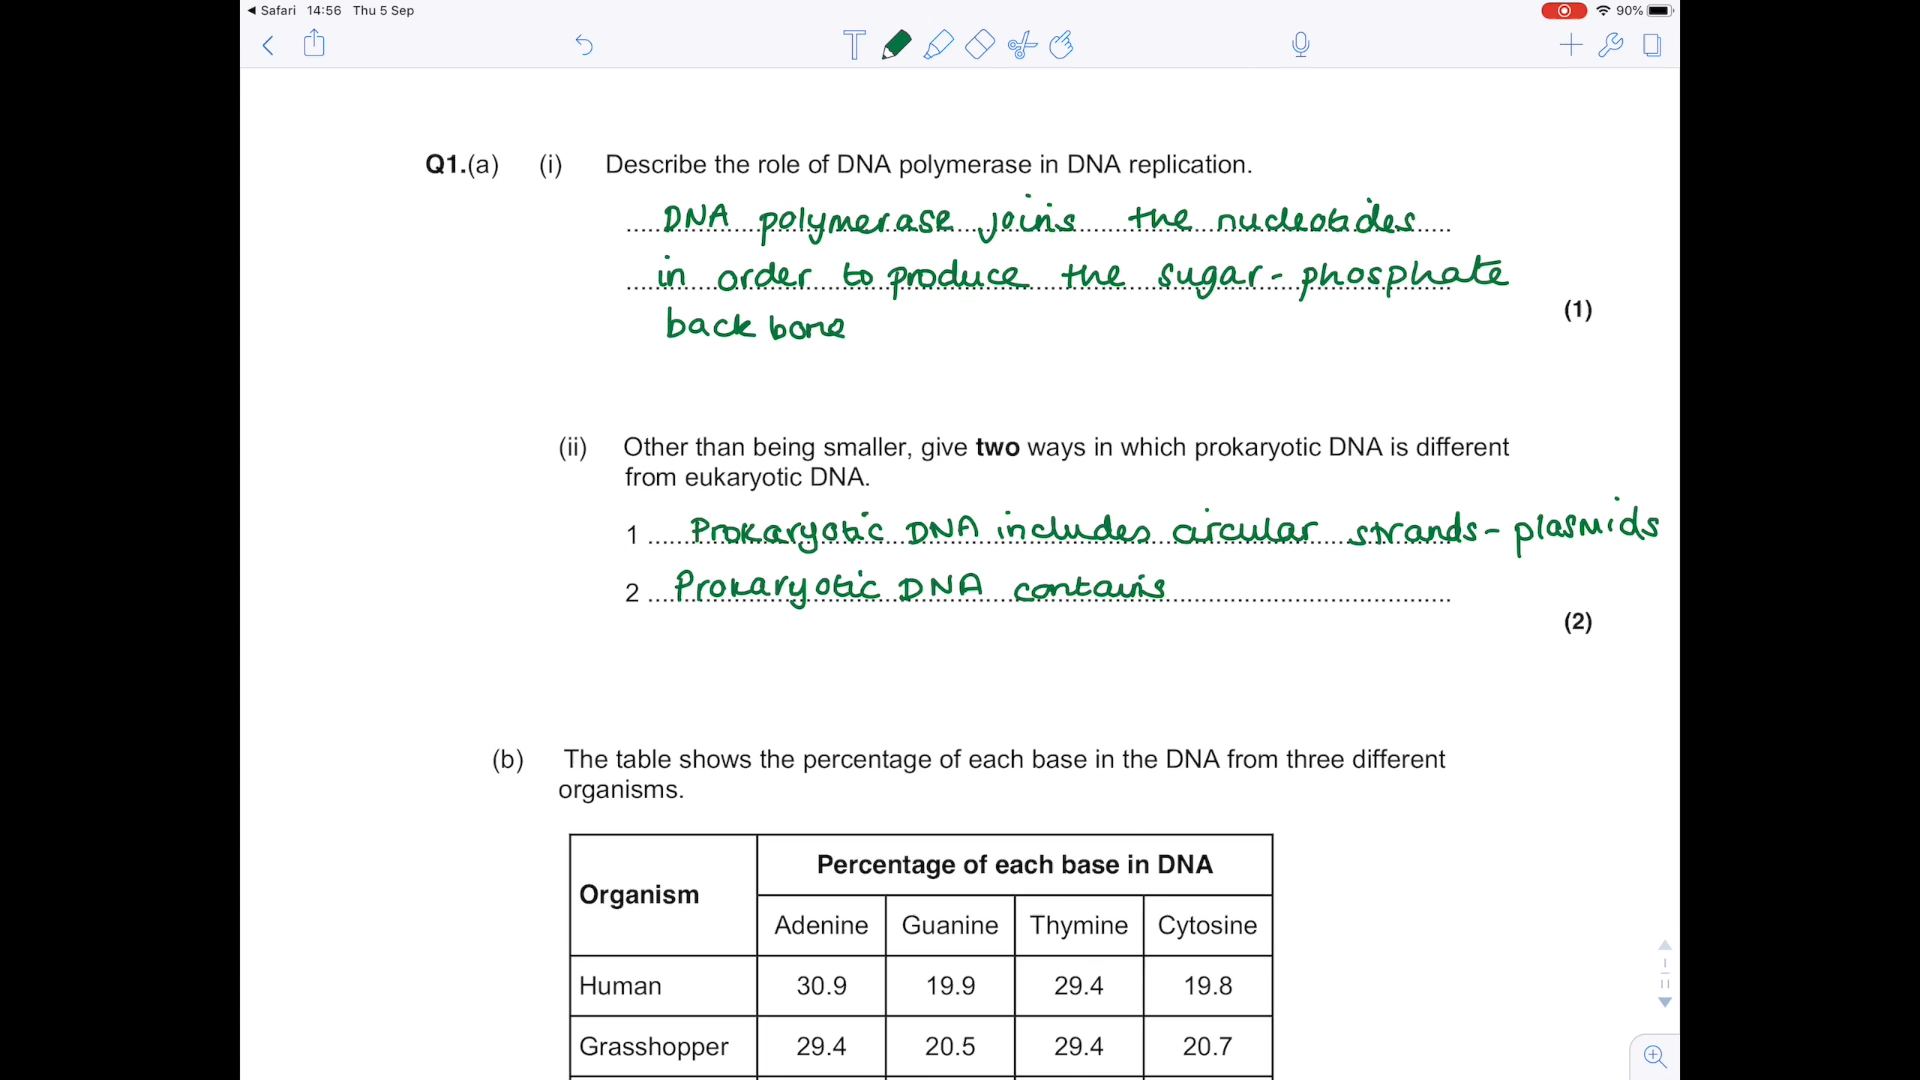 Safari 14:56 Thu 5 Sep 90%
T
Q1.(a) (i) Describe the role of DNA polymerase in DNA replication.
DNA polymerase joins the nucleotides
in order to produce the sugar-phosphate
(1)
backbone
(ii) Other than being smaller, give two ways in which prokaryotic DNA is different
from eukaryotic DNA.
1 Prokaryotic DNA includes circular strands - plasmids
2 Prokaryotic DNA contains
(2)
(b) The table shows the percentage of each base in the DNA from three different
organisms.
Organism Percentage of each base in DNA
Adenine Guanine Thymine Cytosine
Human 30.9 19.9 29.4 19.8
Grasshopper 29.4 20.5 29.4 20.7